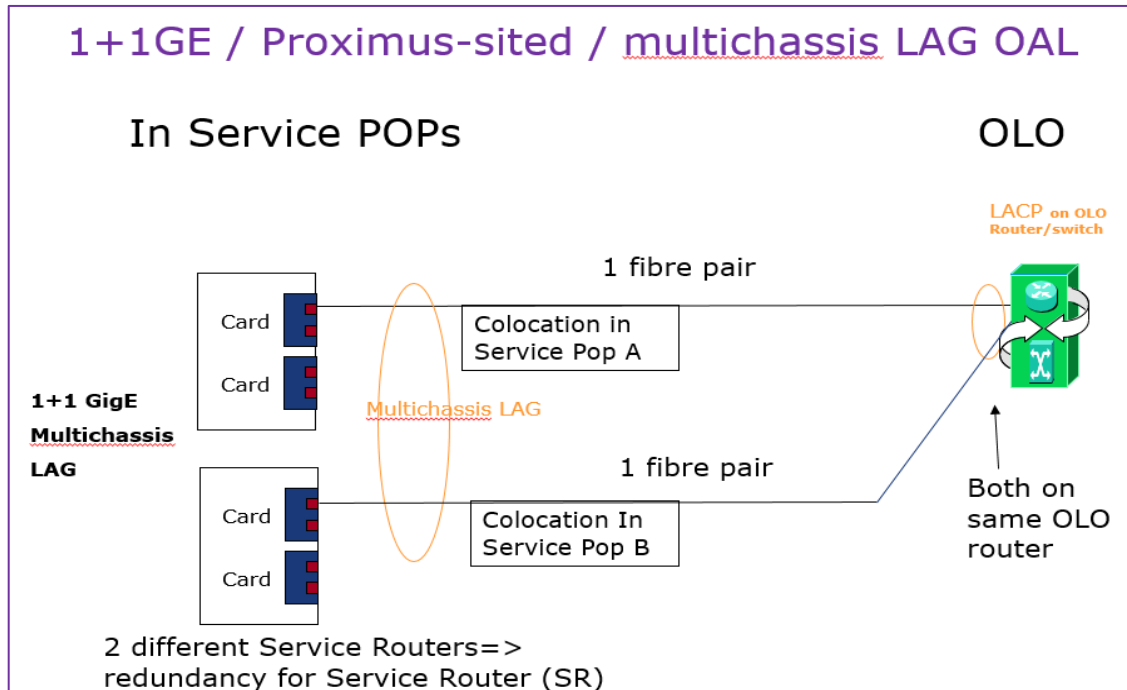 1+1GE / Proximus-sited / multichassis LAG OAL
In Service POPs
OLO
LACP on OLO
Router/switch
1 fibre pair
Card
Card
Colocation in
Service Pop A
1+1 GigE
Multichassis
LAG
Multichassis LAG
1 fibre pair
Card
Card
Colocation In
Service Pop B
Both on
same OLO
router
2 different Service Routers=>
redundancy for Service Router (SR)